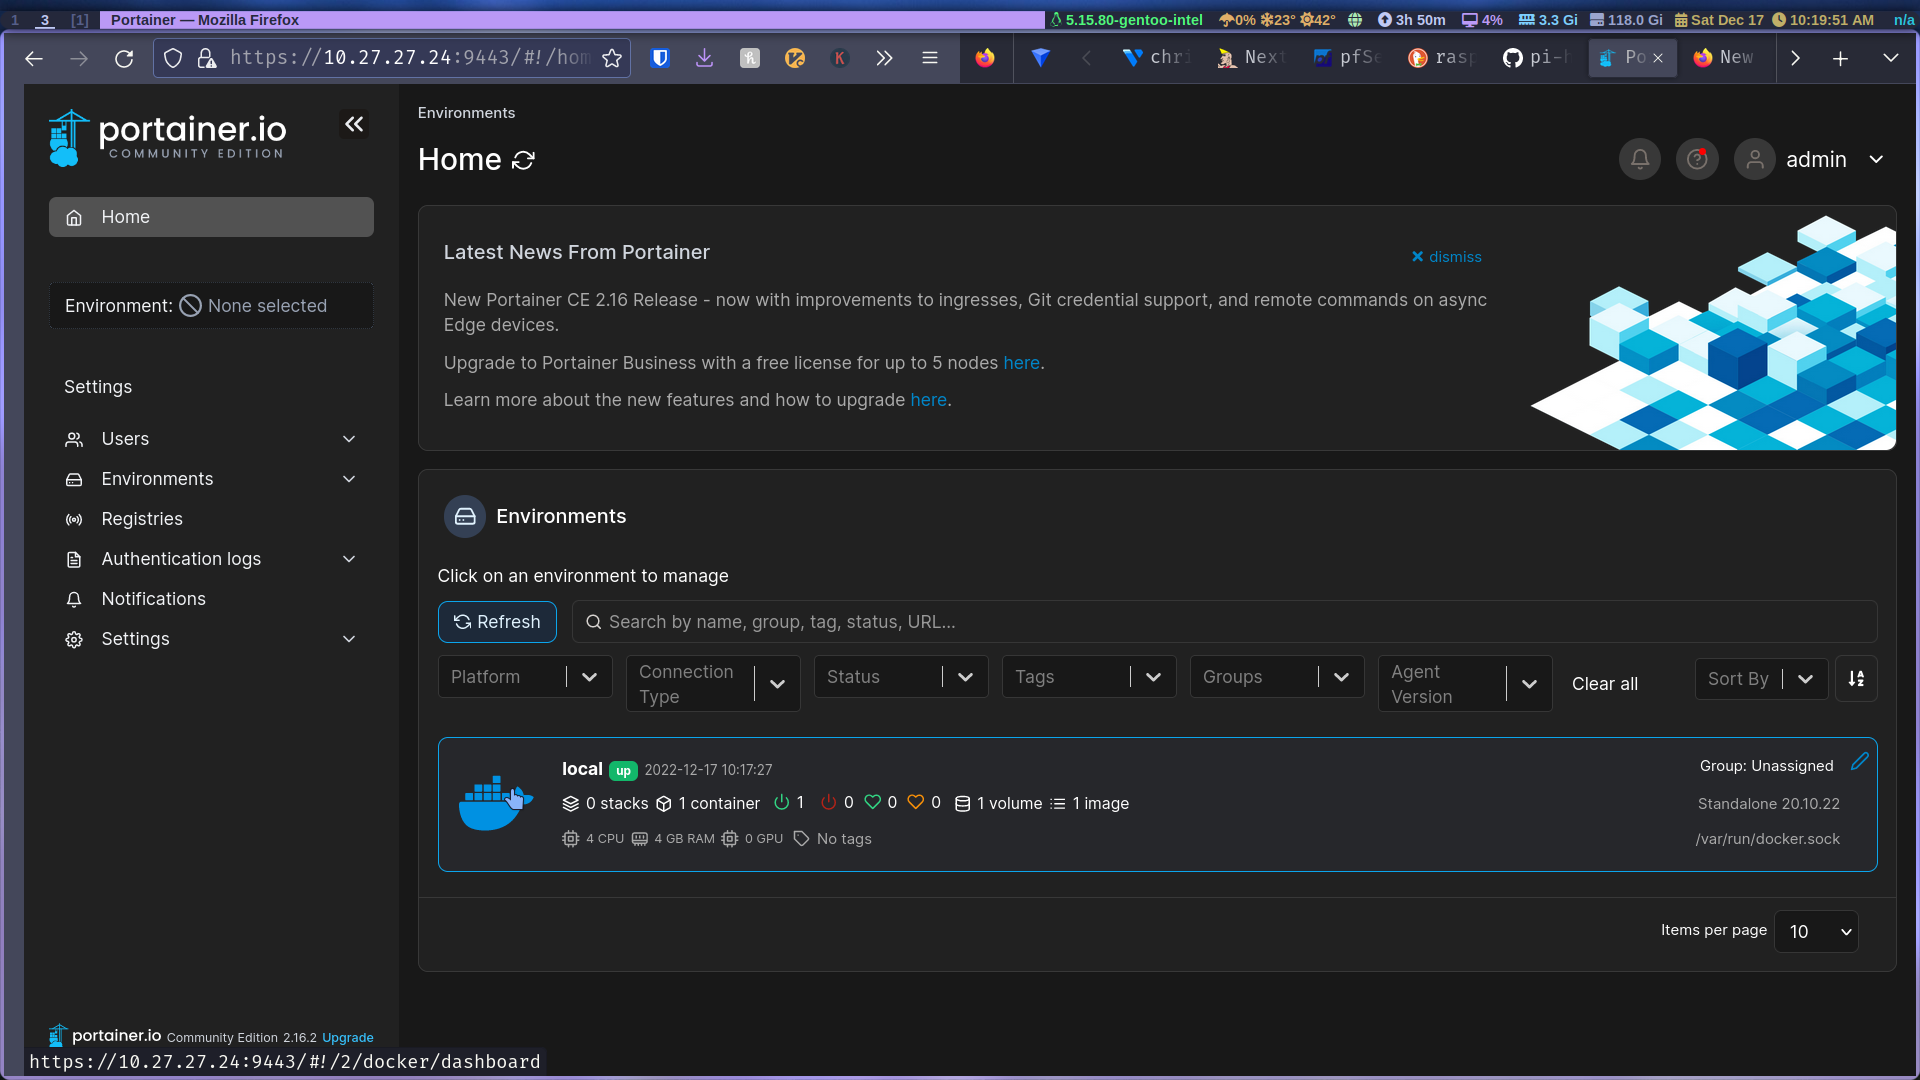 1 3 [1] Portainer — Mozilla Firefox 5.15.80-gentoo-intel 0% 23° 42° 3h 50m 4% 3.3 Gi 118.0 Gi Sat Dec 17 10:19:51 AM n/a
https://10.27.27.24:9443/#!/hom chri Next pfSe rasp pi-h Po New
portainer.io
COMMUNITY EDITION
Home
Environment: None selected
Settings
Users
Environments
Registries
Authentication logs
Notifications
Settings
portainer.io Community Edition 2.16.2 Upgrade
Environments
Home
admin
Latest News From Portainer
dismiss
New Portainer CE 2.16 Release - now with improvements to ingresses, Git credential support, and remote commands on async
Edge devices.
Upgrade to Portainer Business with a free license for up to 5 nodes here.
Learn more about the new features and how to upgrade here.
Environments
Click on an environment to manage
Refresh
Search by name, group, tag, status, URL...
Platform
Connection
Type
Status
Tags
Groups
Agent
Version
Clear all
Sort By
local up 2022-12-17 10:17:27
Group: Unassigned
0 stacks 1 container 1 0 0 0 1 volume 1 image
Standalone 20.10.22
4 CPU 4 GB RAM 0 GPU No tags
/var/run/docker.sock
Items per page 10
https://10.27.27.24:9443/#!/2/docker/dashboard